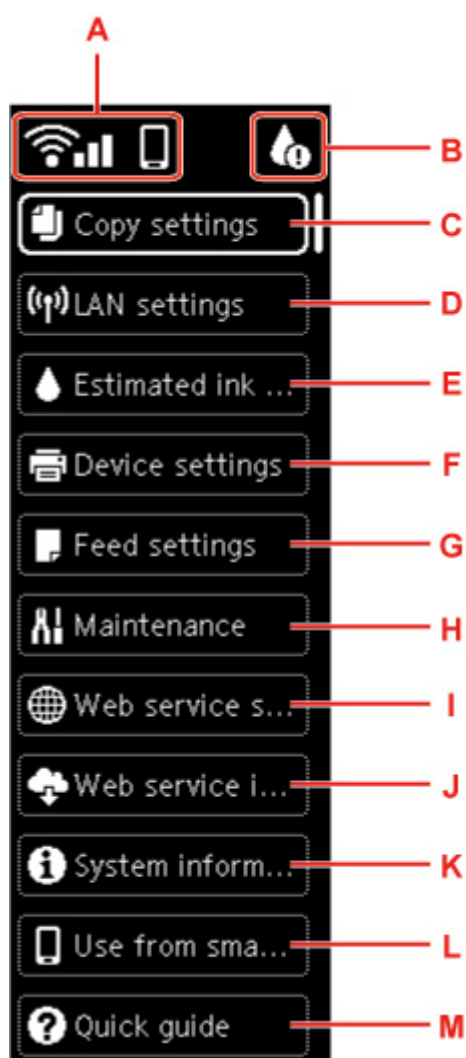 A
B
Copy settings C
LAN settings D
Estimated ink ... E
Device settings F
Feed settings G
Maintenance H
Web service s... I
Web service i... J
System inform... K
Use from sma... L
Quick guide M